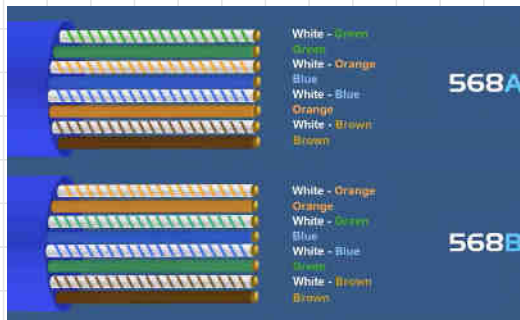 White - Green
Green
White - Orange
Blue
White - Blue
Orange
White - Brown
Brown
568A
White - Orange
Orange
White - Green
Blue
White - Blue
Green
White - Brown
Brown
568B